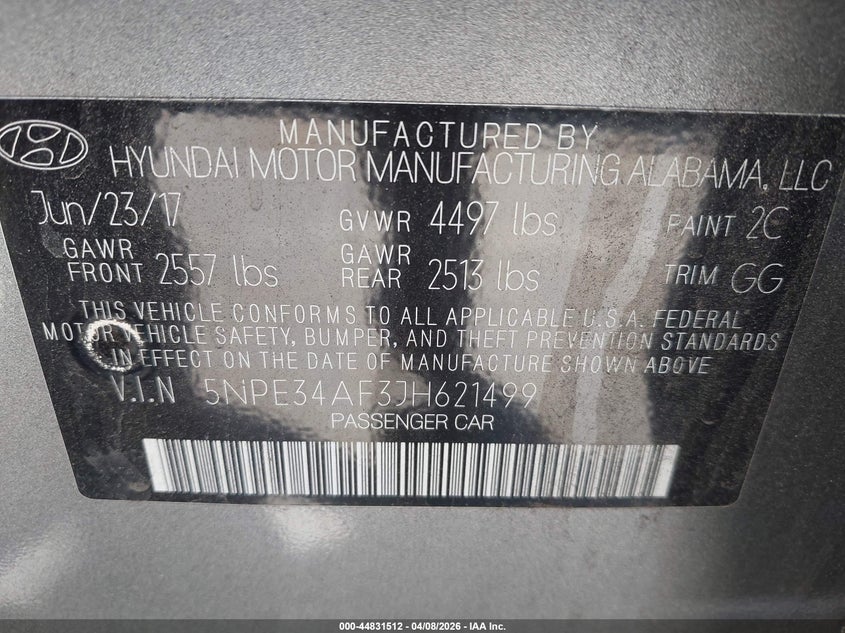 MANUFACTURED BY
HYUNDAI MOTOR MANUFACTURING ALABAMA, LLC
Jun/23/17 GVWR 4497 lbs PAINT 2C
GAWR FRONT 2557 lbs GAWR REAR 2513 lbs TRIM GG
THIS VEHICLE CONFORMS TO ALL APPLICABLE U.S.A. FEDERAL
MOTOR VEHICLE SAFETY, BUMPER, AND THEFT PREVENTION STANDARDS
IN EFFECT ON THE DATE OF MANUFACTURE SHOWN ABOVE
V.I.N 5NPE34AF3JH621499
PASSENGER CAR
000-44831512 - 04/08/2026 - IAA Inc.